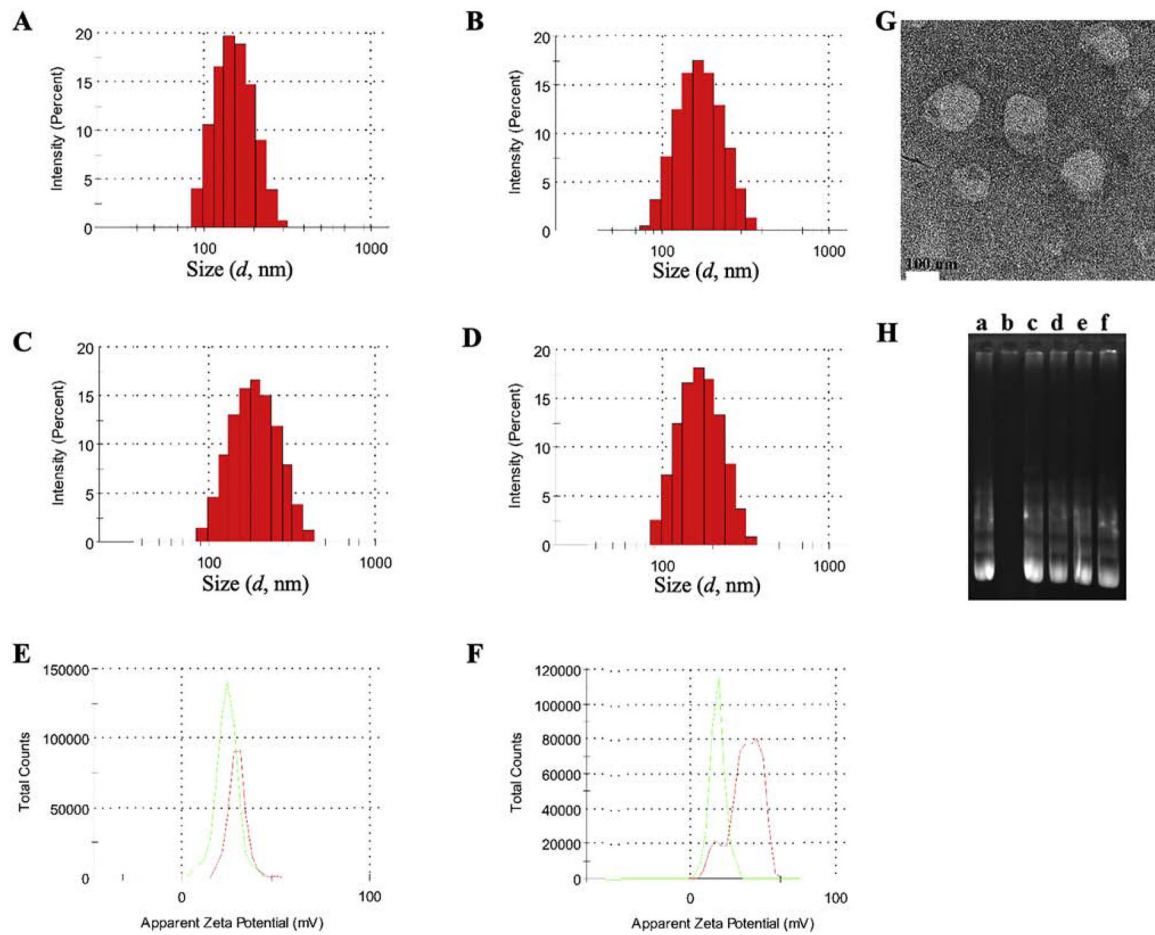 A
20
15
10
5
0
Intensity (Percent)
100
1000
Size (d, nm)
B
20
15
10
5
0
Intensity (Percent)
100
1000
Size (d, nm)
G
100 nm
C
20
15
10
5
0
Intensity (Percent)
100
1000
Size (d, nm)
D
20
15
10
5
0
Intensity (Percent)
100
1000
Size (d, nm)
H
a b c d e f
E
150000
100000
50000
0
Total Counts
0
100
Apparent Zeta Potential (mV)
F
120000
100000
80000
60000
40000
20000
0
Total Counts
0
100
Apparent Zeta Potential (mV)